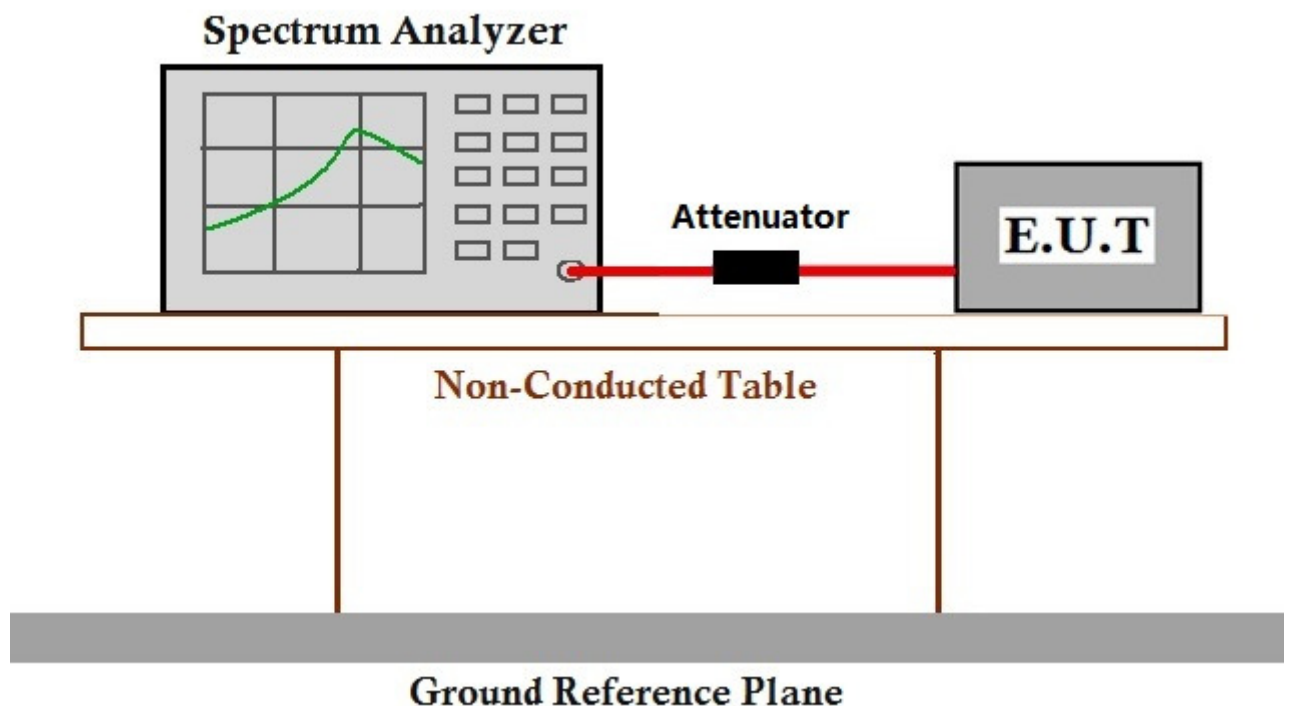 Spectrum Analyzer
Attenuator
E.U.T
Non-Conducted Table
Ground Reference Plane